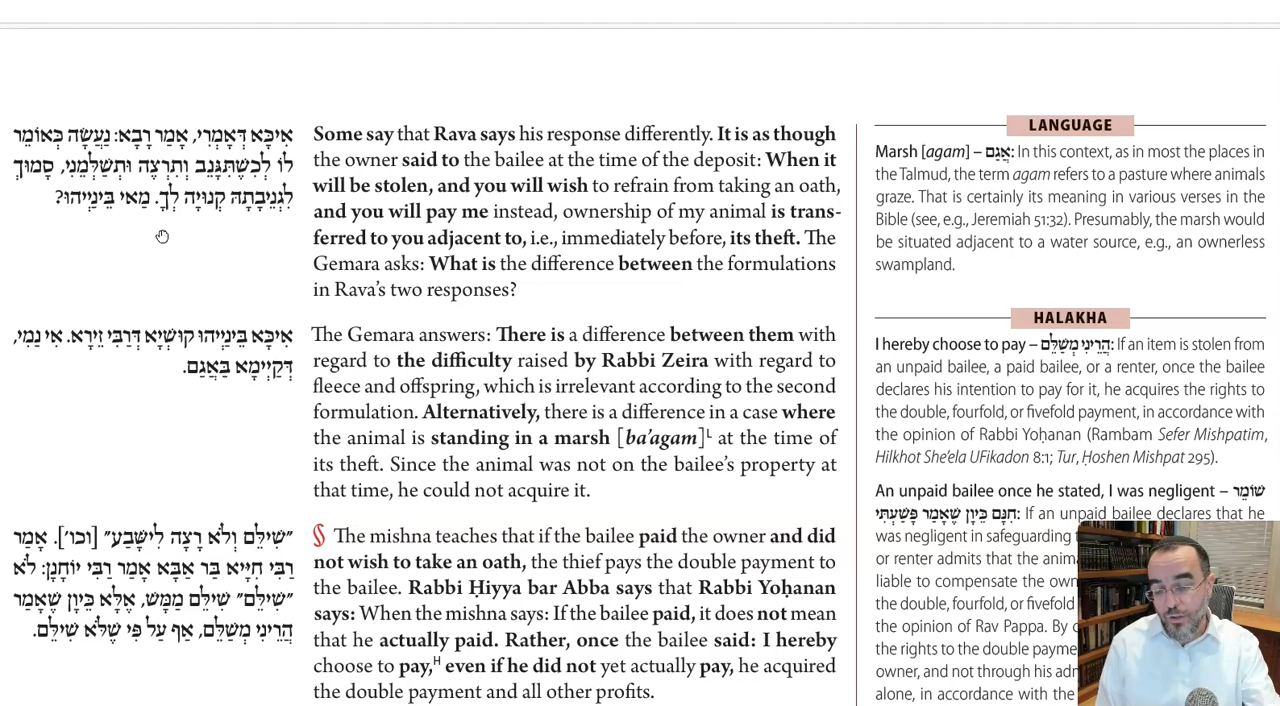 אִיכָּא דְּאָמְרִי, אָמַר רָבָא: נַעֲשָׂה כְּאוֹמֵר
לוֹ לִכְשֶׁתִּגָּנֵב וְתִרְצֶה וּתְשַׁלְּמֵנִי, סָמוּךְ
לִגְנֵיבָתָהּ קְנוּיָה לְךָ. מַאי בֵּינַיְיהוּ?
אִיכָּא בֵּינַיְיהוּ קוּשְׁיָא דְּרַבִּי זֵירָא. אִי נַמִי,
דְּקַיְימָא בַּאֲגַם.
״שִׁילֵּם וְלֹא רָצָה לִישָּׁבַע״ [וכו׳]. אָמַר
רַבִּי חִיָּיא בַּר אַבָּא אָמַר רַבִּי יוֹחָנָן: לֹא
״שִׁילֵּם״ שִׁילֵּם מַמָּשׁ, אֶלָּא כֵּיוָן שֶׁאָמַר
הֲרֵינִי מְשַׁלֵּם, אַף עַל פִּי שֶׁלֹּא שִׁילֵּם.
Some say that Rava says his response differently. It is as though
the owner said to the bailee at the time of the deposit: When it
will be stolen, and you will wish to refrain from taking an oath,
and you will pay me instead, ownership of my animal is trans-
ferred to you adjacent to, i.e., immediately before, its theft. The
Gemara asks: What is the difference between the formulations
in Rava's two responses?
The Gemara answers: There is a difference between them with
regard to the difficulty raised by Rabbi Zeira with regard to
fleece and offspring, which is irrelevant according to the second
formulation. Alternatively, there is a difference in a case where
the animal is standing in a marsh [ba'agam]L at the time of
its theft. Since the animal was not on the bailee's property at
that time, he could not acquire it.
§ The mishna teaches that if the bailee paid the owner and did
not wish to take an oath, the thief pays the double payment to
the bailee. Rabbi Ḥiyya bar Abba says that Rabbi Yoḥanan
says: When the mishna says: If the bailee paid, it does not mean
that he actually paid. Rather, once the bailee said: I hereby
choose to pay,H even if he did not yet actually pay, he acquired
the double payment and all other profits.
LANGUAGE
Marsh [agam] – אֲגַם: In this context, as in most the places in
the Talmud, the term agam refers to a pasture where animals
graze. That is certainly its meaning in various verses in the
Bible (see, e.g., Jeremiah 51:32). Presumably, the marsh would
be situated adjacent to a water source, e.g., an ownerless
swampland.
HALAKHA
I hereby choose to pay – הֲרֵינִי מְשַׁלֵּם: If an item is stolen from
an unpaid bailee, a paid bailee, or a renter, once the bailee
declares his intention to pay for it, he acquires the rights to
the double, fourfold, or fivefold payment, in accordance with
the opinion of Rabbi Yoḥanan (Rambam Sefer Mishpatim,
Hilkhot She'ela UFikadon 8:1; Tur, Ḥoshen Mishpat 295).
An unpaid bailee once he stated, I was negligent – שׁוֹמֵר
חִנָּם כֵּיוָן שֶׁאָמַר פָּשַׁעְתִּי: If an unpaid bailee declares that he
was negligent in safeguarding
or renter admits that the anim
liable to compensate the own
the double, fourfold, or fivefold
the opinion of Rav Pappa. By
the rights to the double payme
owner, and not through his adm
alone, in accordance with the